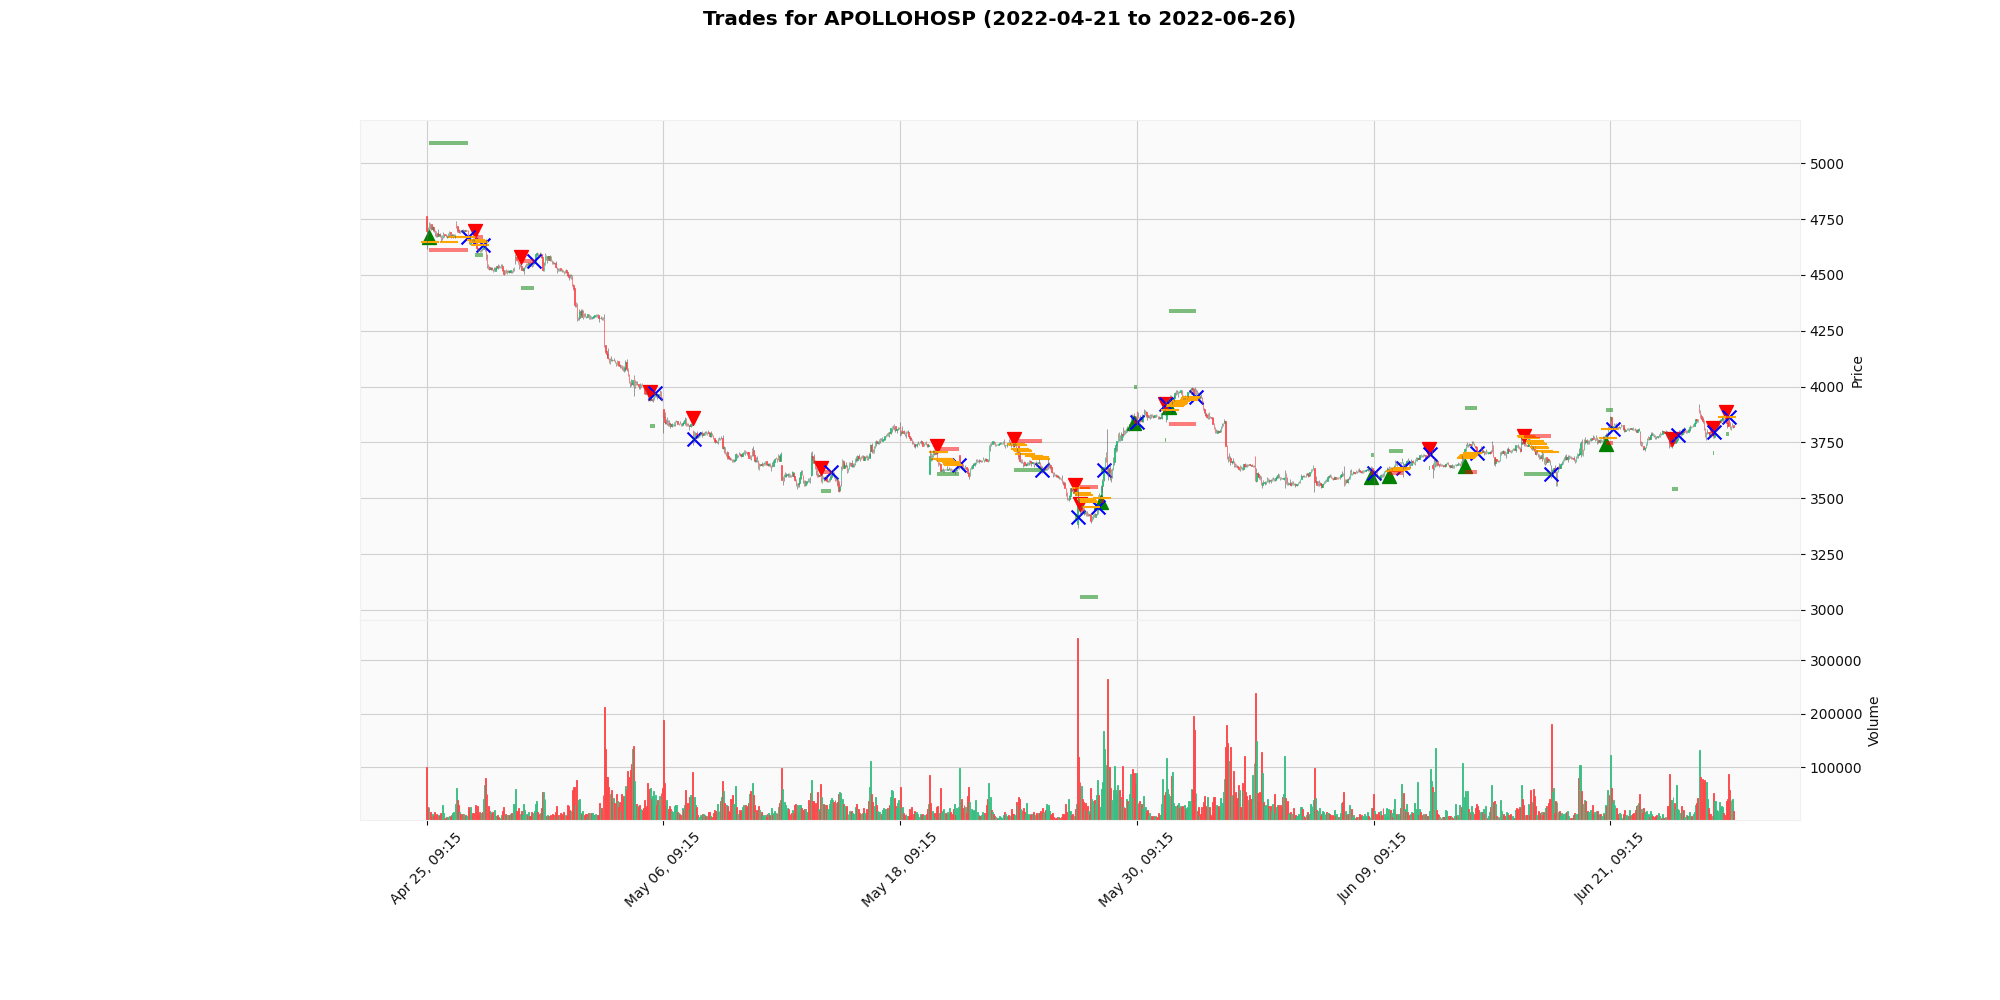 Trades for APOLLOHOSP (2022-04-21 to 2022-06-26)
5000
4750
4500
4250
4000
3750
3500
3250
3000
Price
300000
200000
100000
Volume
Apr 25, 09:15
May 06, 09:15
May 18, 09:15
May 30, 09:15
Jun 09, 09:15
Jun 21, 09:15